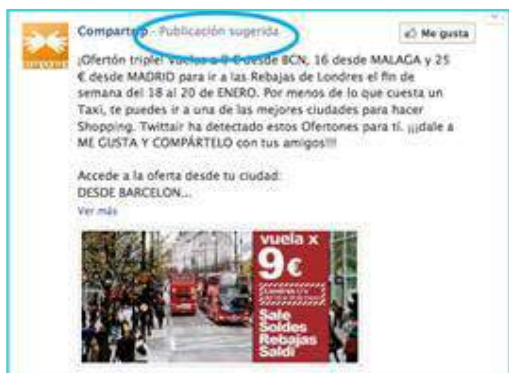 Compartrip - Publicación sugerida
Me gusta
¡Ofertón triple! Vuelos a 9 € desde BCN, 16 desde MALAGA y 25
€ desde MADRID para ir a las Rebajas de Londres el fin de
semana del 18 al 20 de ENERO. Por menos de lo que cuesta un
Taxi, te puedes ir a una de las mejores ciudades para hacer
Shopping. Twittair ha detectado estos Ofertones para tí. ¡¡¡dale a
ME GUSTA Y COMPÁRTELO con tus amigos!!!
Accede a la oferta desde tu ciudad:
DESDE BARCELON...
Ver más
vuela x
9€
Sale
Soldes
Rebajas
Saldi